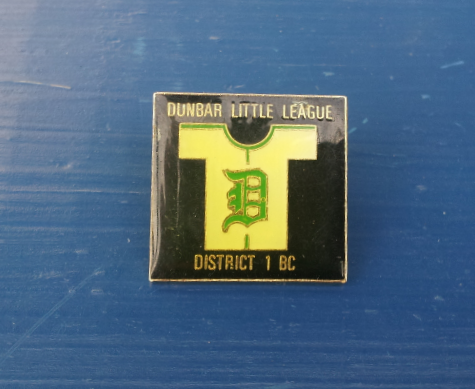 DUNBAR LITTLE LEAGUE
D
DISTRICT 1 BC